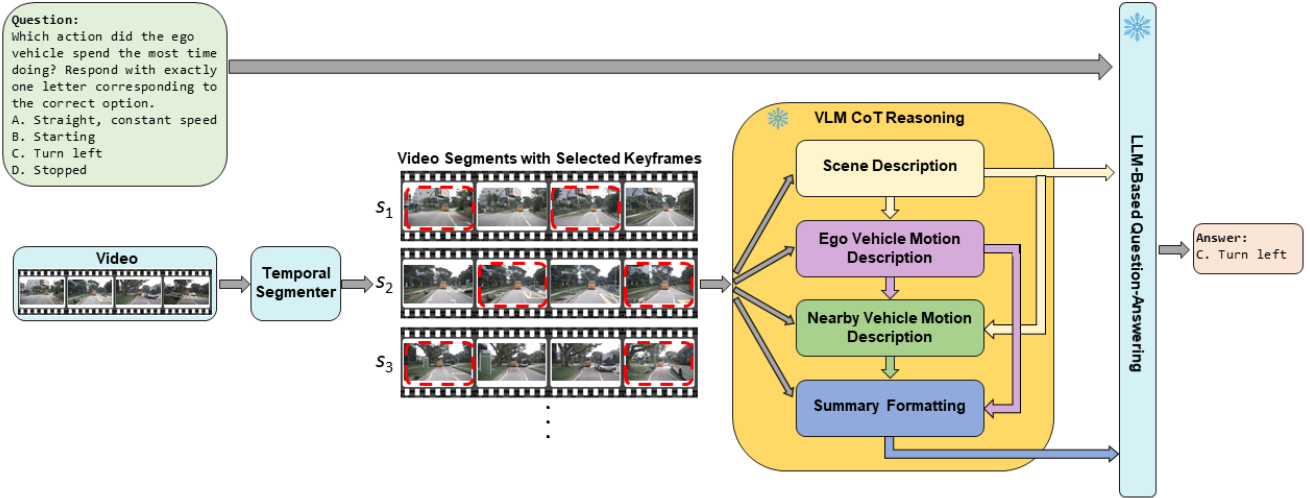 Question:
Which action did the ego
vehicle spend the most time
doing? Respond with exactly
one letter corresponding to
the correct option.
A. Straight, constant speed
B. Starting
C. Turn left
D. Stopped
Video
Temporal
Segmenter
Video Segments with Selected Keyframes
s1
s2
s3
VLM CoT Reasoning
Scene Description
Ego Vehicle Motion
Description
Nearby Vehicle Motion
Description
Summary Formatting
LLM-Based Question-Answering
Answer:
C. Turn left